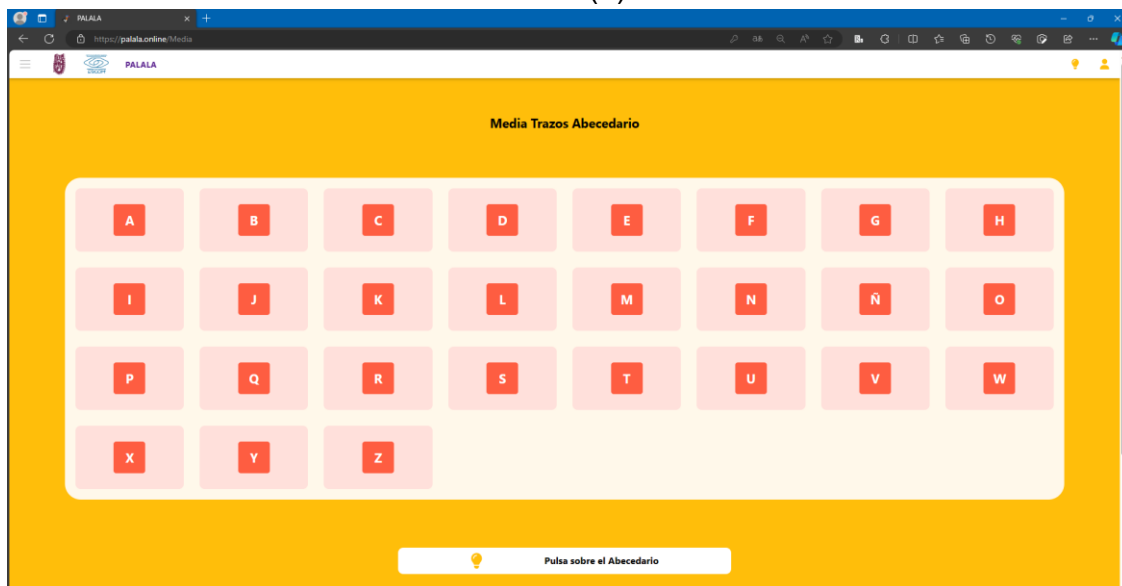 PALALA
https://palala.online/Media
PALALA
Media Trazos Abecedario
A B C D E F G H
I J K L M N Ñ O
P Q R S T U V W
X Y Z
Pulsa sobre el Abecedario